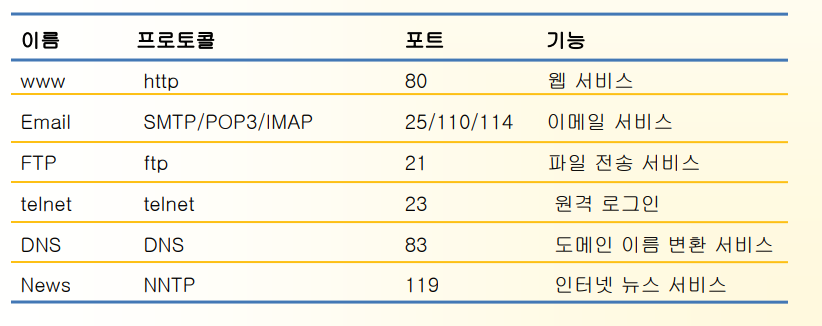 이름 프로토콜 포트 기능
www http 80 웹 서비스
Email SMTP/POP3/IMAP 25/110/114 이메일 서비스
FTP ftp 21 파일 전송 서비스
telnet telnet 23 원격 로그인
DNS DNS 83 도메인 이름 변환 서비스
News NNTP 119 인터넷 뉴스 서비스